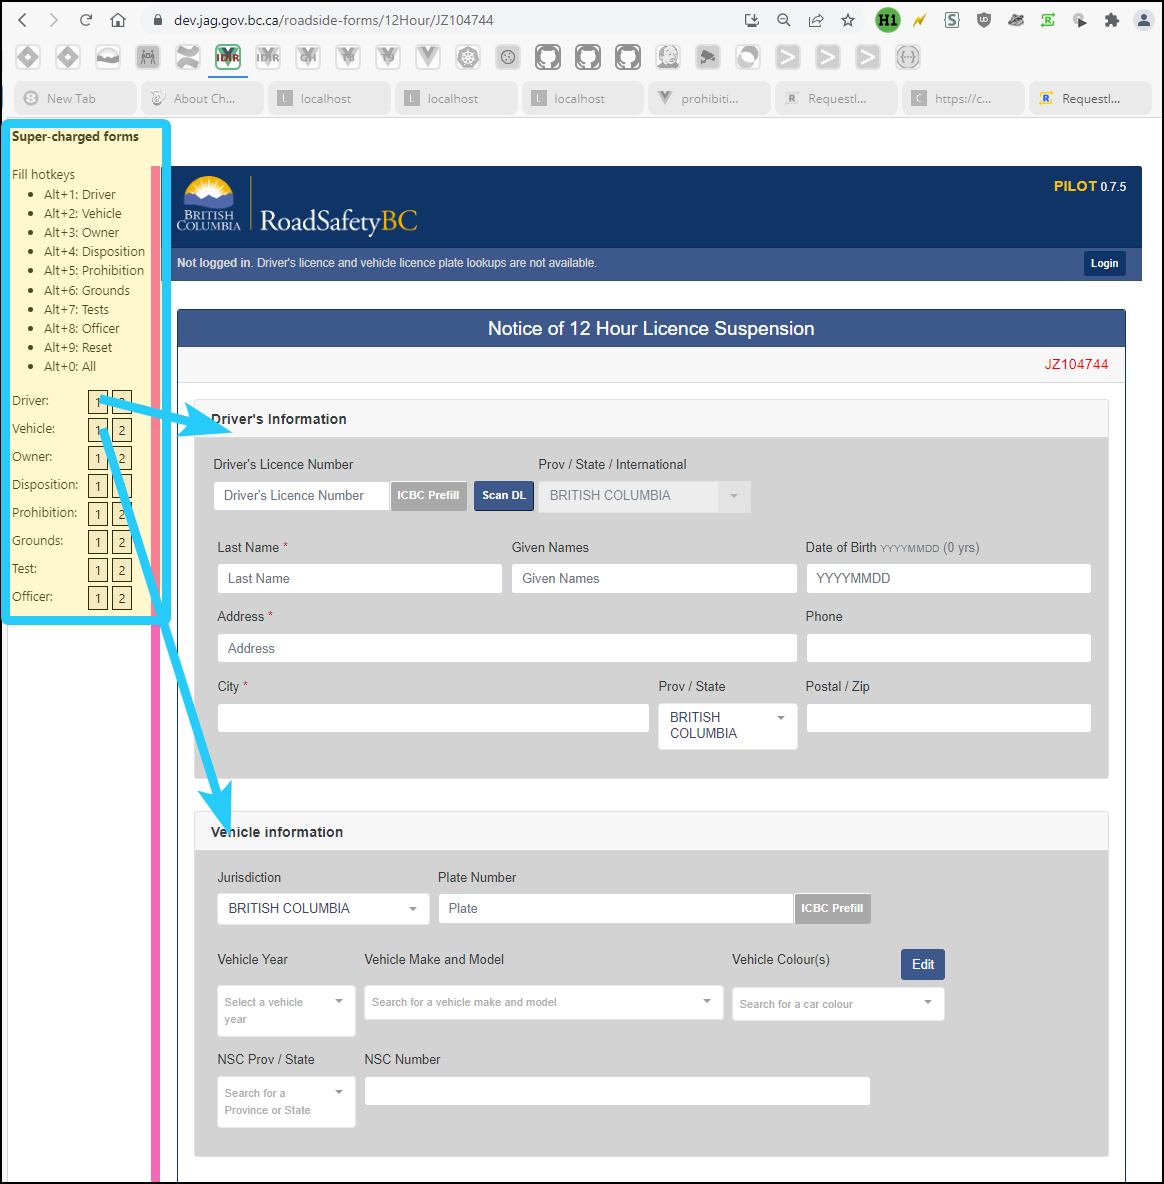 dev.jag.gov.bc.ca/roadside-forms/12Hour/JZ104744
H1
S
IDIR
IDIR
GH
New Tab
About Ch...
L localhost
L localhost
L localhost
prohibiti...
R Requestl...
C https://c...
R Requestl...
Super-charged forms
Fill hotkeys
Alt+1: Driver
Alt+2: Vehicle
Alt+3: Owner
Alt+4: Disposition
Alt+5: Prohibition
Alt+6: Grounds
Alt+7: Tests
Alt+8: Officer
Alt+9: Reset
Alt+0: All
Driver: 1 2
Vehicle: 1 2
Owner: 1 2
Disposition: 1
Prohibition: 1 2
Grounds: 1 2
Test: 1 2
Officer: 1 2
BRITISH
COLUMBIA
RoadSafetyBC
PILOT 0.7.5
Not logged in. Driver's licence and vehicle licence plate lookups are not available.
Login
Notice of 12 Hour Licence Suspension
JZ104744
Driver's Information
Driver's Licence Number
Prov / State / International
Driver's Licence Number
ICBC Prefill
Scan DL
BRITISH COLUMBIA
Last Name *
Given Names
Date of Birth YYYYMMDD (0 yrs)
Last Name
Given Names
YYYYMMDD
Address *
Phone
Address
City *
Prov / State
Postal / Zip
BRITISH
COLUMBIA
Vehicle information
Jurisdiction
Plate Number
BRITISH COLUMBIA
Plate
ICBC Prefill
Vehicle Year
Vehicle Make and Model
Vehicle Colour(s)
Edit
Select a vehicle
year
Search for a vehicle make and model
Search for a car colour
NSC Prov / State
NSC Number
Search for a
Province or State